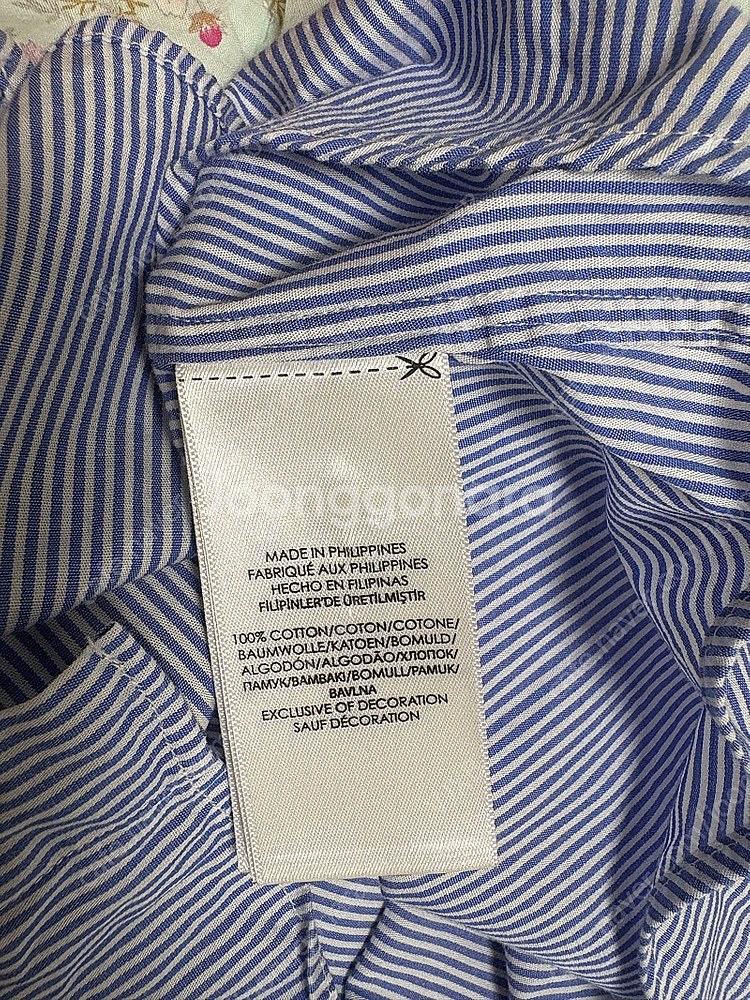 MADE IN PHILIPPINES
FABRIQUÉ AUX PHILIPPINES
HECHO EN FILIPINAS
FİLİPİNLER'DE ÜRETİLMİŞTİR
100% COTTON/COTON/COTONE/
BAUMWOLLE/KATOEN/BOMULD/
ALGODÓN/ALGODÃO/ХЛОПОК/
ПАМУК/ΒΑΜΒΑΚΙ/BOMULL/PAMUK/
BAVLNA
EXCLUSIVE OF DECORATION
SAUF DÉCORATION